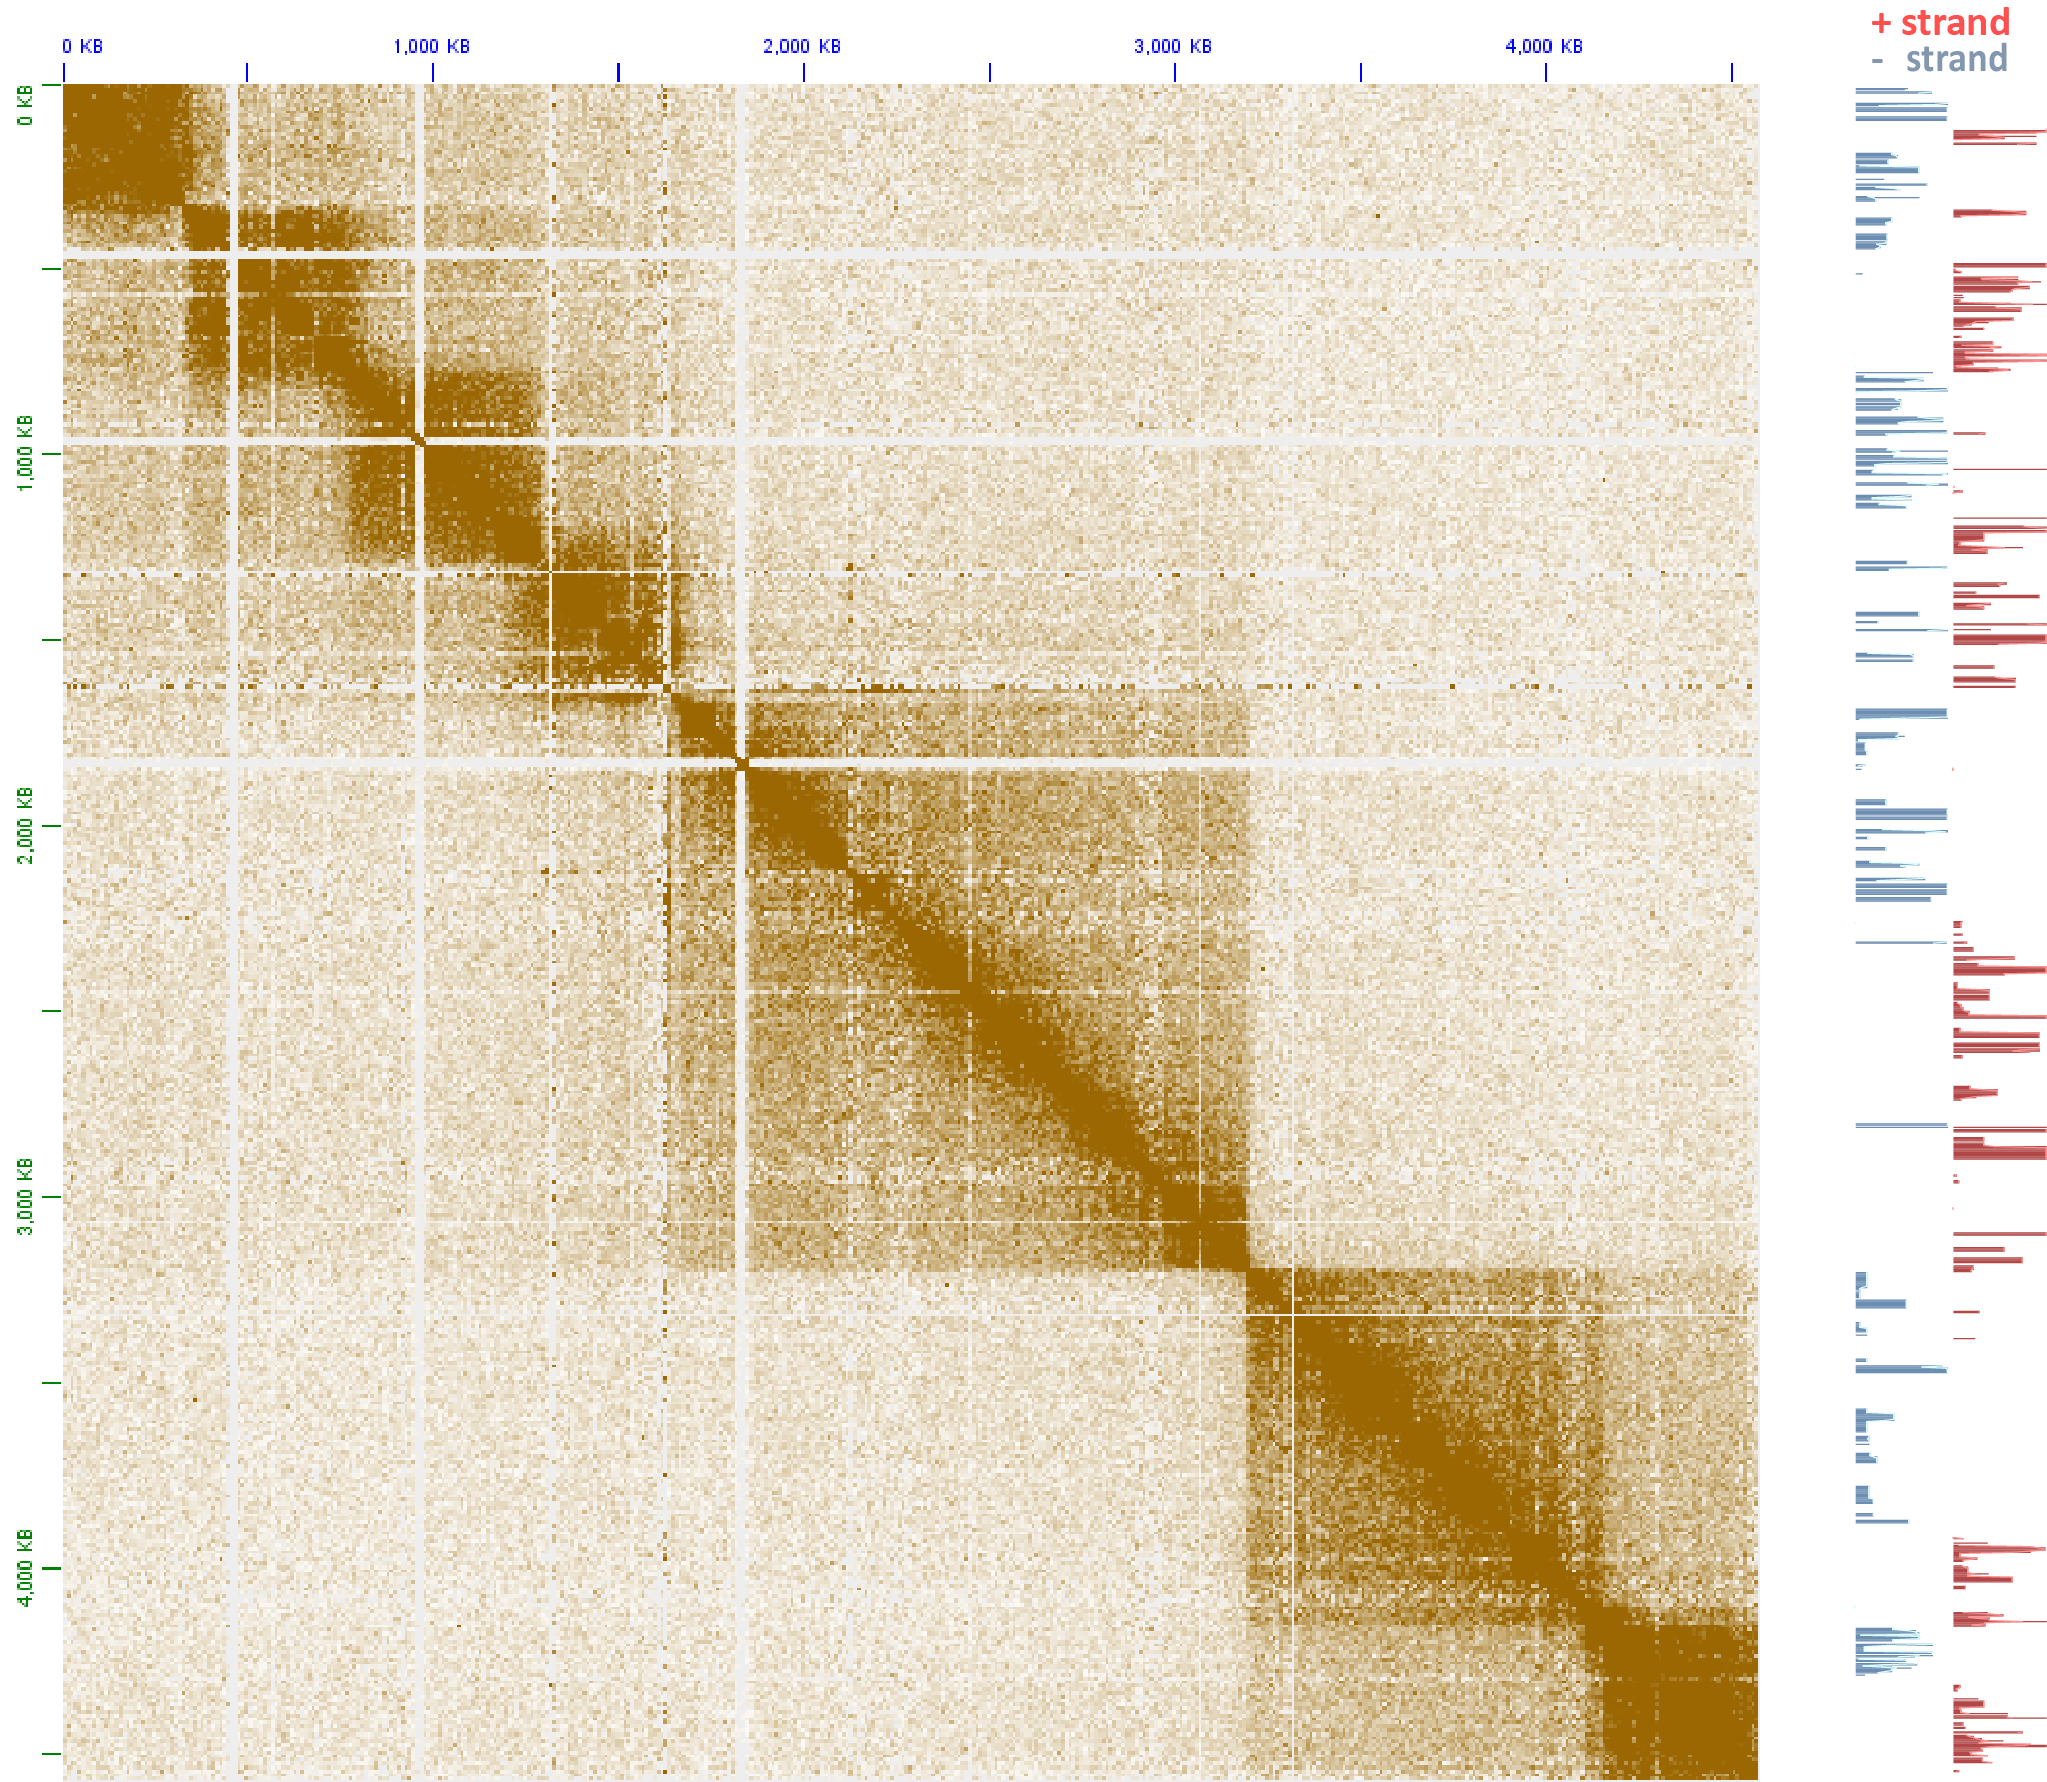 + strand
- strand
0 KB 1,000 KB 2,000 KB 3,000 KB 4,000 KB
0 KB
1,000 KB
2,000 KB
3,000 KB
4,000 KB